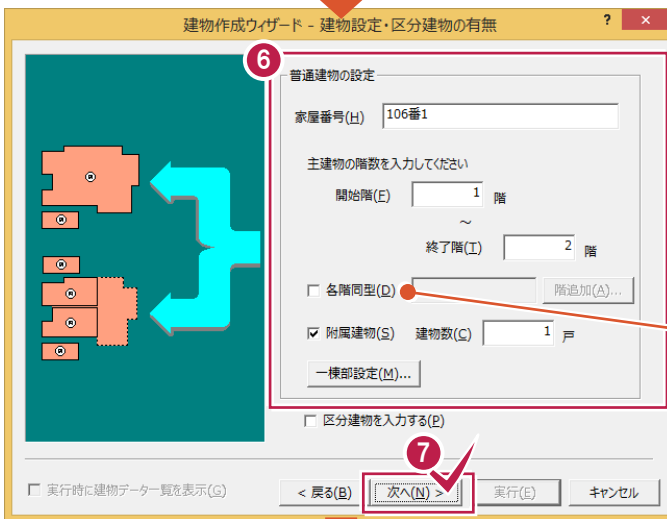 建物作成ウィザード - 建物設定・区分建物の有無
? ×
6
普通建物の設定
家屋番号(H) 106番1
主建物の階数を入力してください
開始階(F) 1 階
~
終了階(T) 2 階
各階同型(D) 階追加(A)...
附属建物(S) 建物数(C) 1 戸
一棟部設定(M)...
区分建物を入力する(P)
7
実行時に建物データ一覧を表示(G) < 戻る(B) 次へ(N) > 実行(E) キャンセル